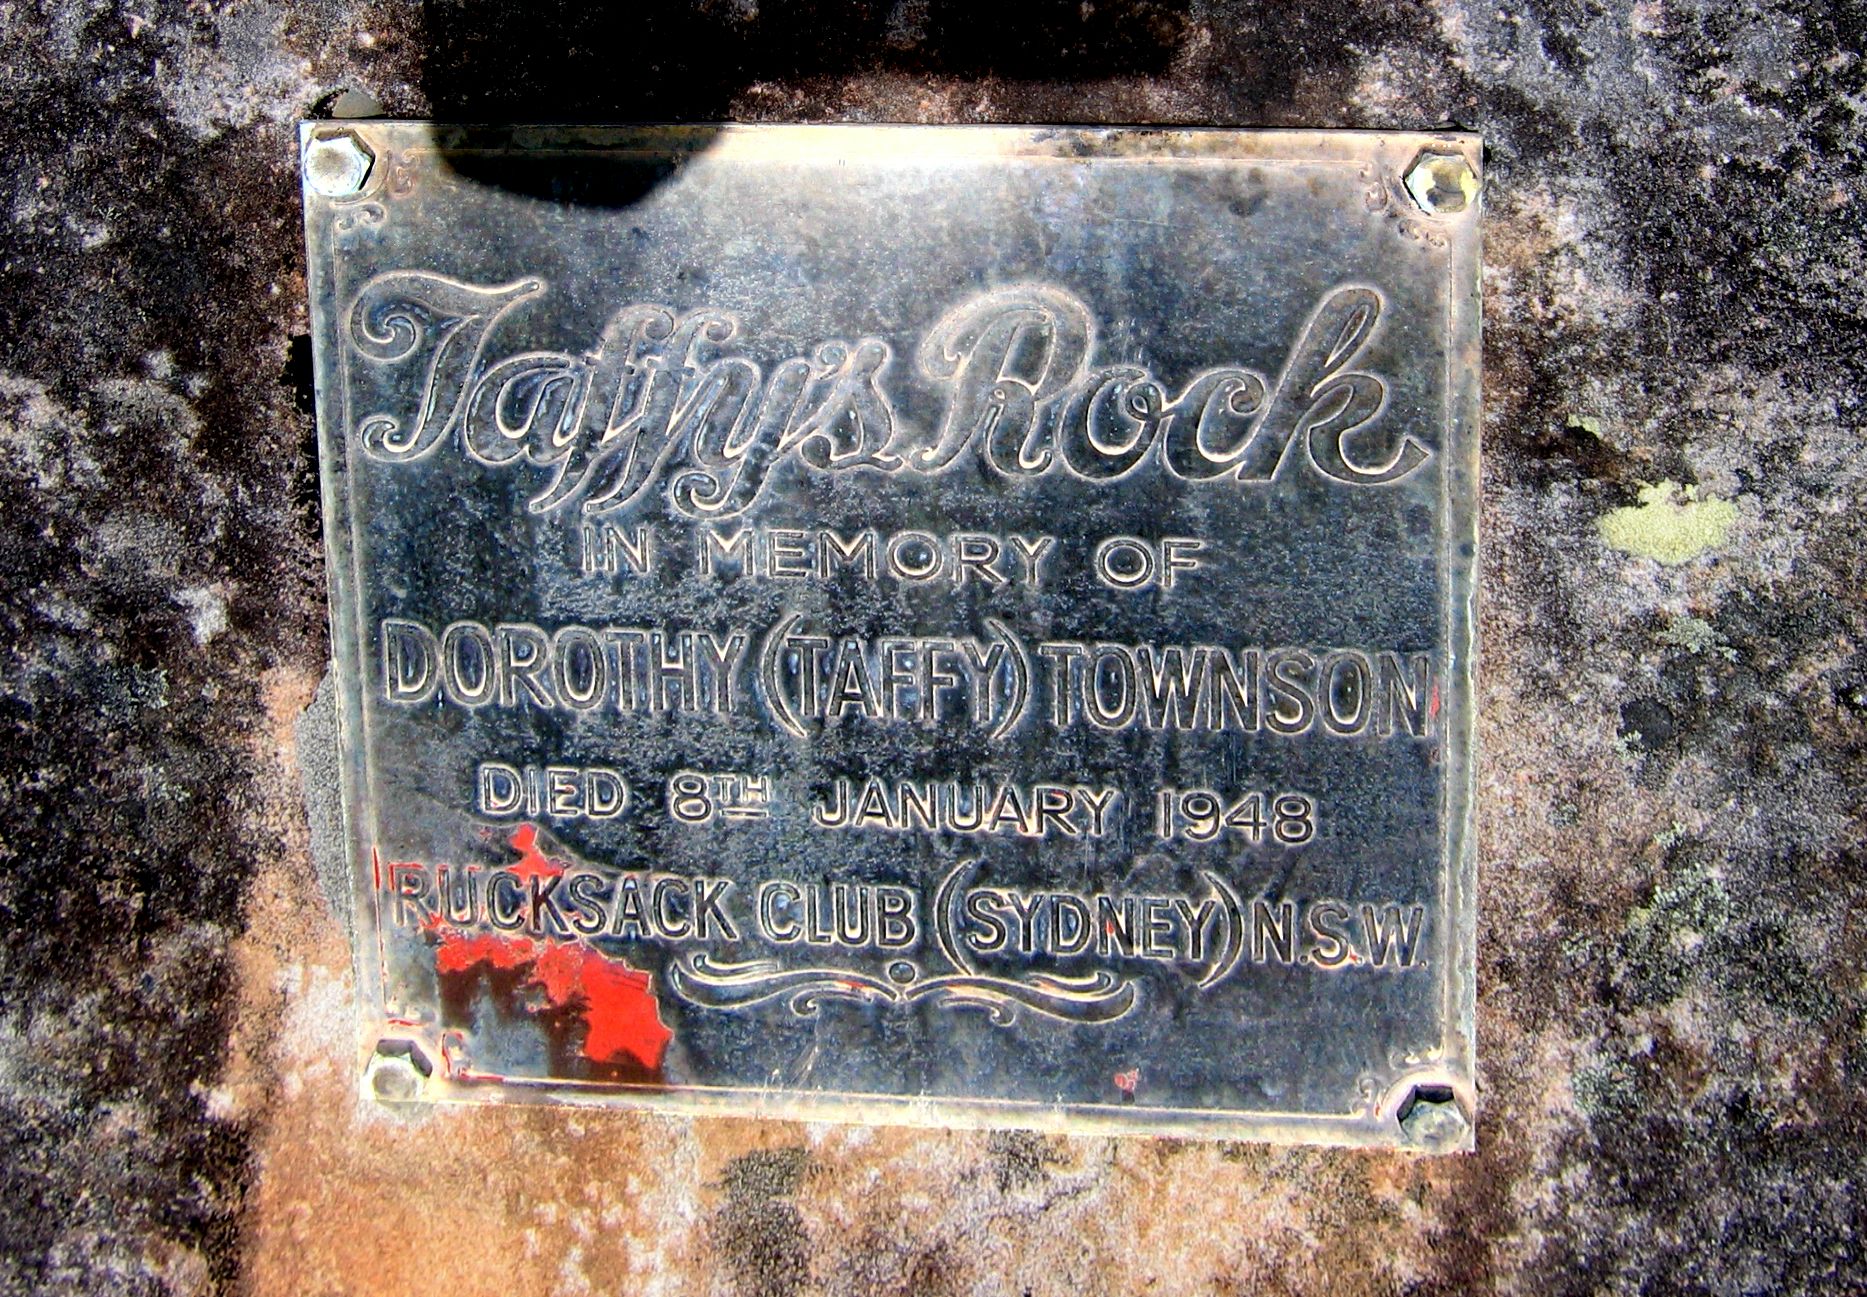 Taffy's Rock
IN MEMORY OF
DOROTHY (TAFFY) TOWNSON
DIED 8TH JANUARY 1948
RUCKSACK CLUB (SYDNEY) N.S.W.